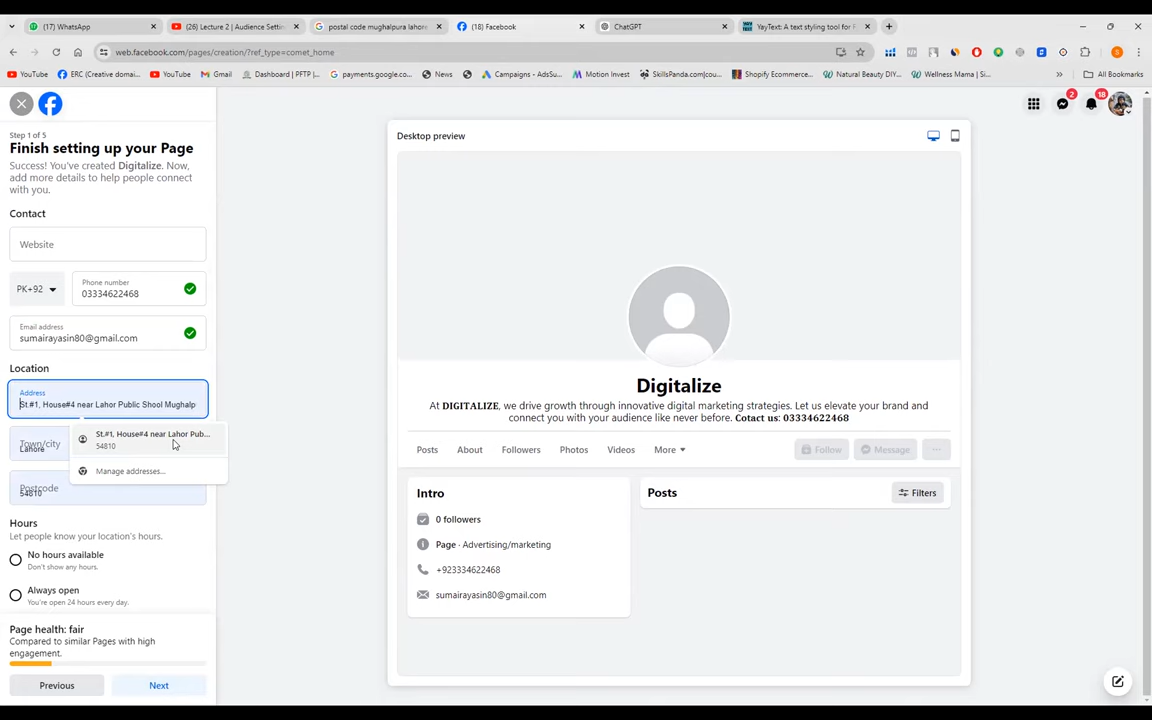 (17) WhatsApp
(26) Lecture 2 | Audience Settin
postal code mughalpura lahore
(18) Facebook
ChatGPT
YayText: A text styling tool for F
web.facebook.com/pages/creation/?ref_type=comet_home
YouTube
ERC (Creative domai...
YouTube
Gmail
Dashboard | PFTP |...
payments.google.co...
News
Campaigns - AdsSu...
Motion Invest
SkillsPanda.com|cou...
Shopify Ecommerce...
Natural Beauty DIY...
Wellness Mama | Si...
All Bookmarks
2
18
Step 1 of 5
Finish setting up your Page
Success! You've created Digitalize. Now,
add more details to help people connect
with you.
Contact
Website
PK+92
Phone number
03334622468
Email address
sumairayasin80@gmail.com
Location
Address
St.#1, House#4 near Lahor Public Shool Mughalp
St.#1, House#4 near Lahor Pub...
54810
Manage addresses...
Town/city
Lahore
Postcode
54810
Hours
Let people know your location's hours.
No hours available
Don't show any hours.
Always open
You're open 24 hours every day.
Page health: fair
Compared to similar Pages with high
engagement.
Previous
Next
Desktop preview
Digitalize
At DIGITALIZE, we drive growth through innovative digital marketing strategies. Let us elevate your brand and
connect you with your audience like never before. Cotact us: 03334622468
Posts
About
Followers
Photos
Videos
More
Follow
Message
Intro
0 followers
Page · Advertising/marketing
+923334622468
sumairayasin80@gmail.com
Posts
Filters